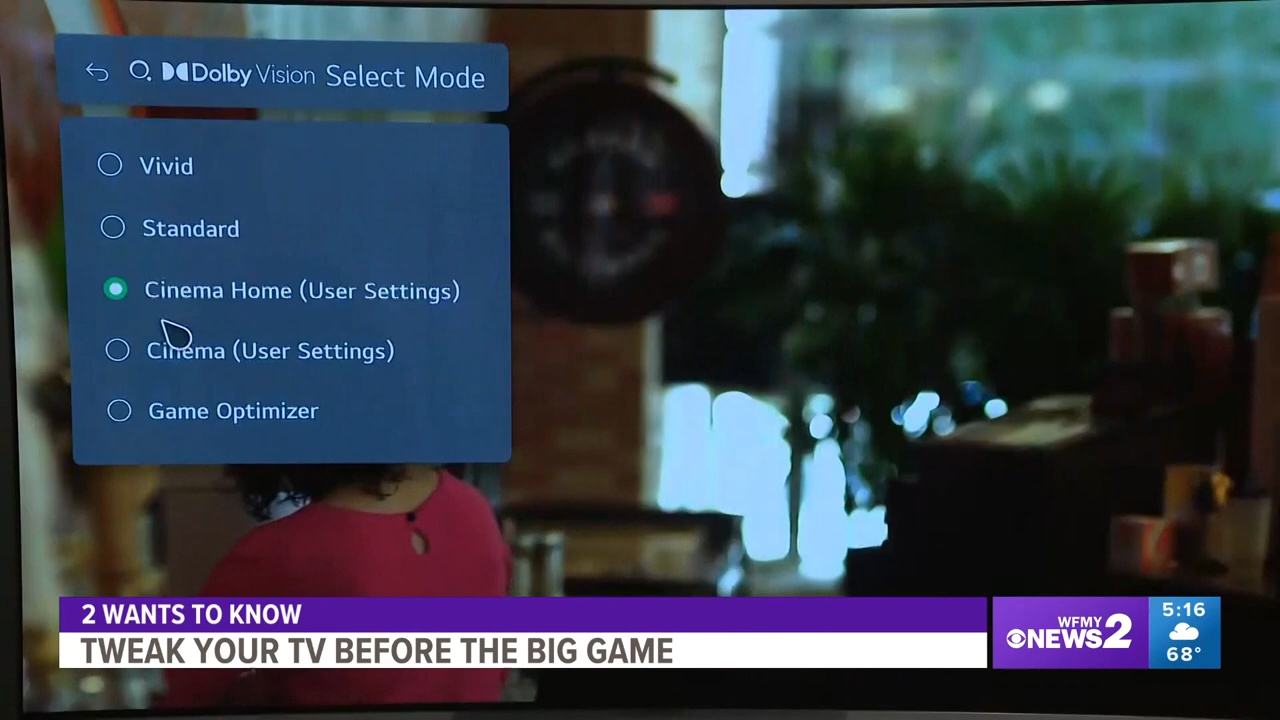 Dolby Vision Select Mode
Vivid
Standard
Cinema Home (User Settings)
Cinema (User Settings)
Game Optimizer
2 WANTS TO KNOW
TWEAK YOUR TV BEFORE THE BIG GAME
WFMY
NEWS 2
5:16
68°